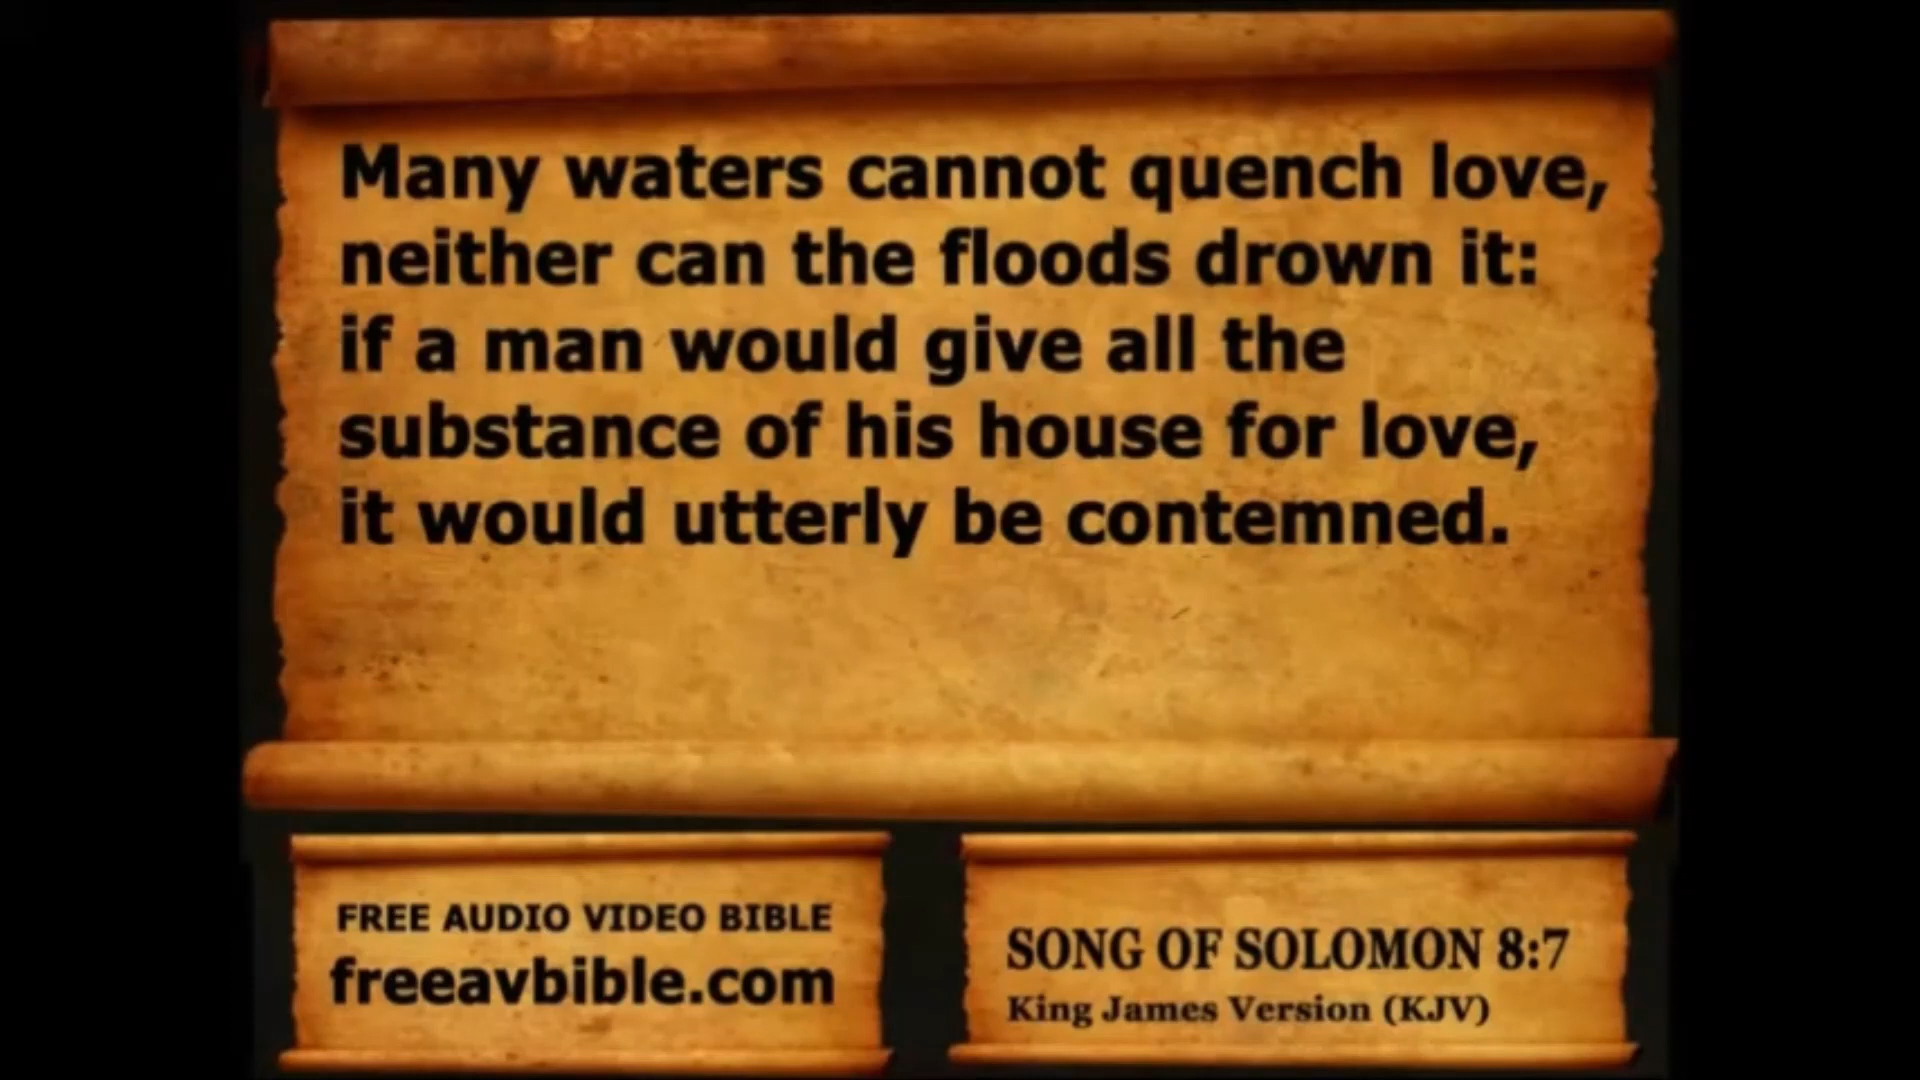 Many waters cannot quench love,
neither can the floods drown it:
if a man would give all the
substance of his house for love,
it would utterly be contemned.
FREE AUDIO VIDEO BIBLE
freeavbible.com
SONG OF SOLOMON 8:7
King James Version (KJV)